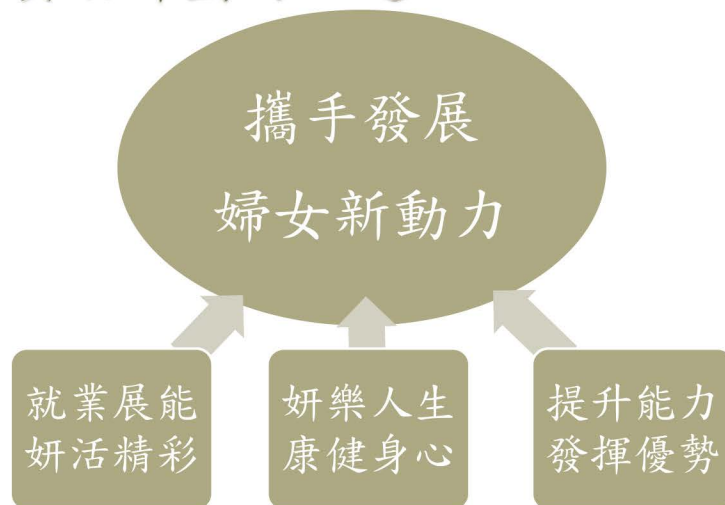 攜手發展
婦女新動力
就業展能
妍活精彩
妍樂人生
康健身心
提升能力
發揮優勢